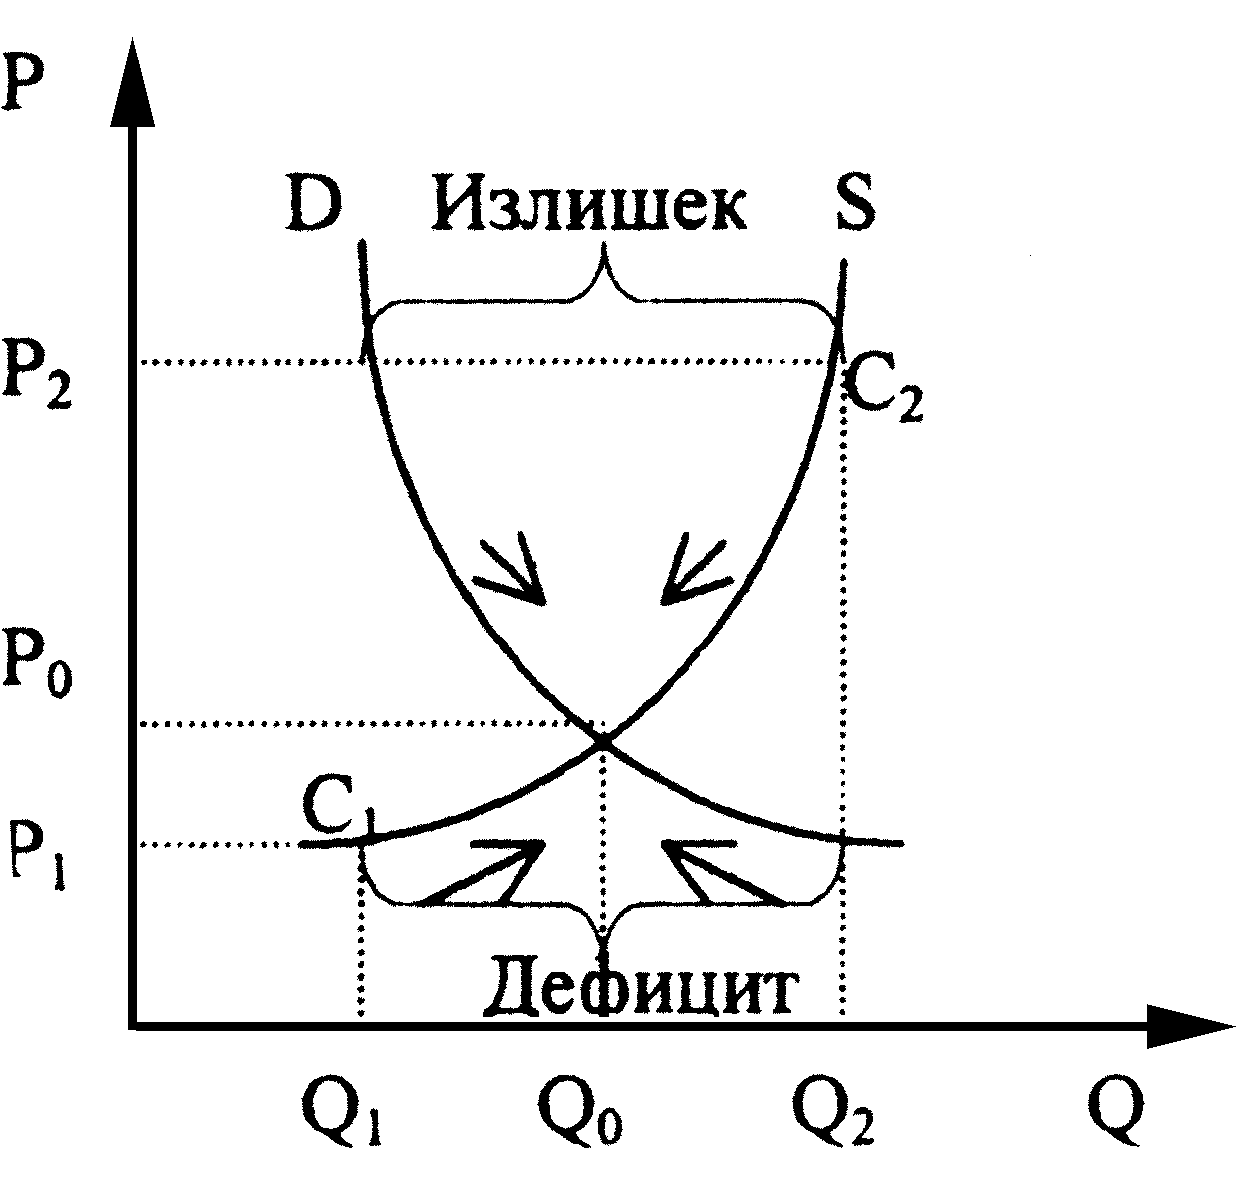 P
D Излишек S
P₂
C₂
P₀
C₁
P₁
Дефицит
Q₁ Q₀ Q₂ Q